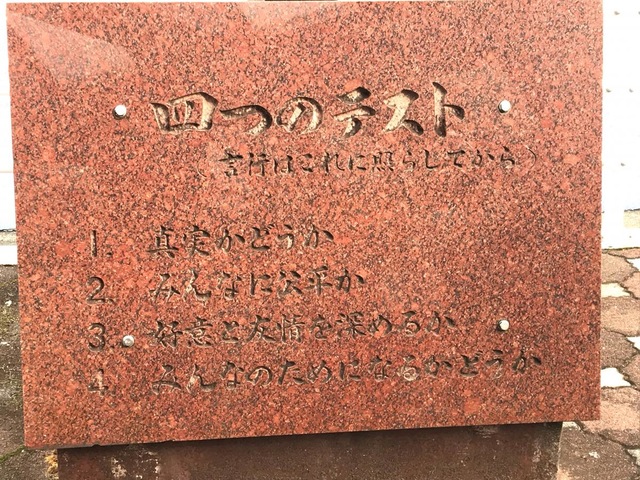 四つのテスト
(言行はこれに照らしてから)
1. 真実かどうか
2. みんなに公平か
3. 好意と友情を深めるか
4. みんなのためになるかどうか